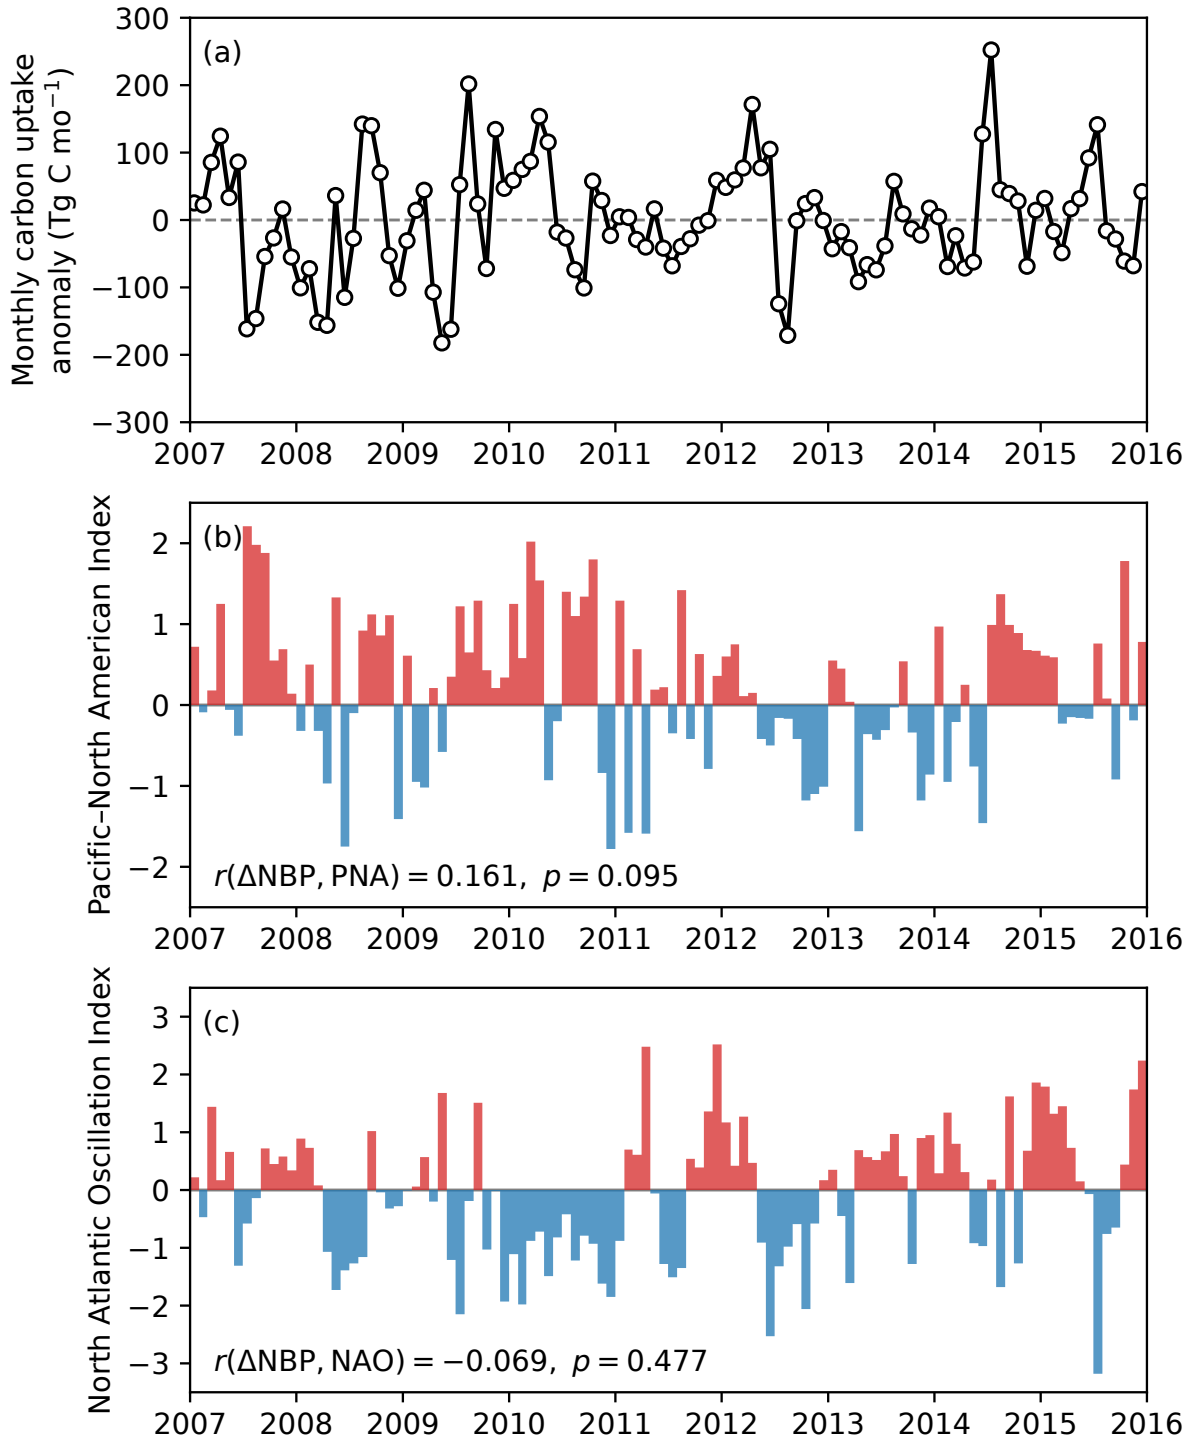 Monthly carbon uptake
anomaly (Tg C mo⁻¹)
(a)
300
200
100
0
−100
−200
−300
2007 2008 2009 2010 2011 2012 2013 2014 2015 2016
Pacific–North American Index
(b)
2
1
0
−1
−2
r(ΔNBP, PNA) = 0.161, p = 0.095
2007 2008 2009 2010 2011 2012 2013 2014 2015 2016
North Atlantic Oscillation Index
(c)
3
2
1
0
−1
−2
−3
r(ΔNBP, NAO) = −0.069, p = 0.477
2007 2008 2009 2010 2011 2012 2013 2014 2015 2016